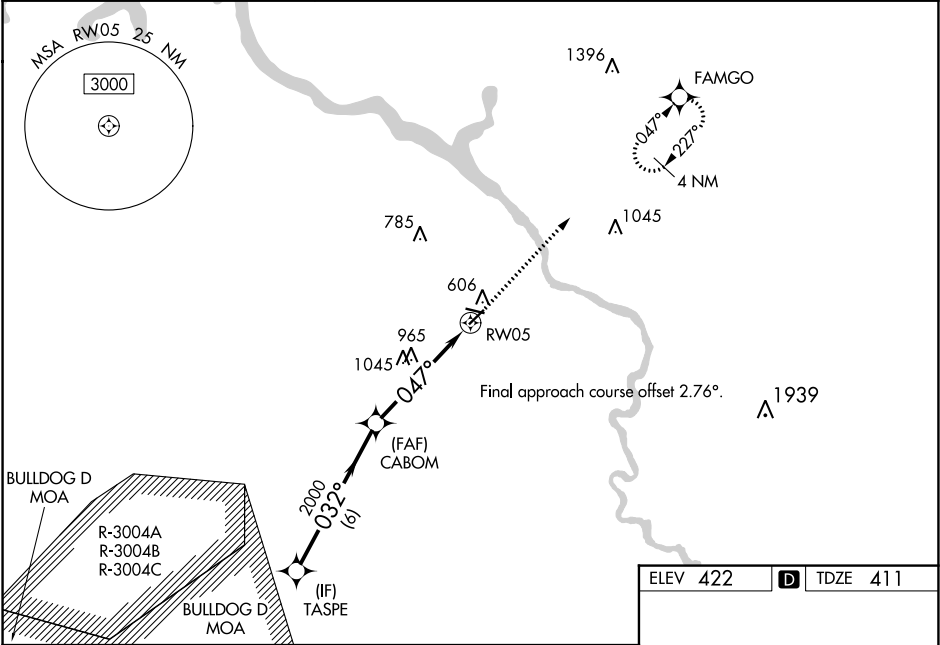 MSA RW05 25 NM
3000
1396
FAMGO
047°
227°
4 NM
1045
785
606
RW05
965
1045
047°
Final approach course offset 2.76°.
1939
(FAF)
CABOM
2000
032°
(6)
BULLDOG D
MOA
R-3004A
R-3004B
R-3004C
(IF)
TASPE
BULLDOG D
MOA
ELEV 422
D
TDZE 411